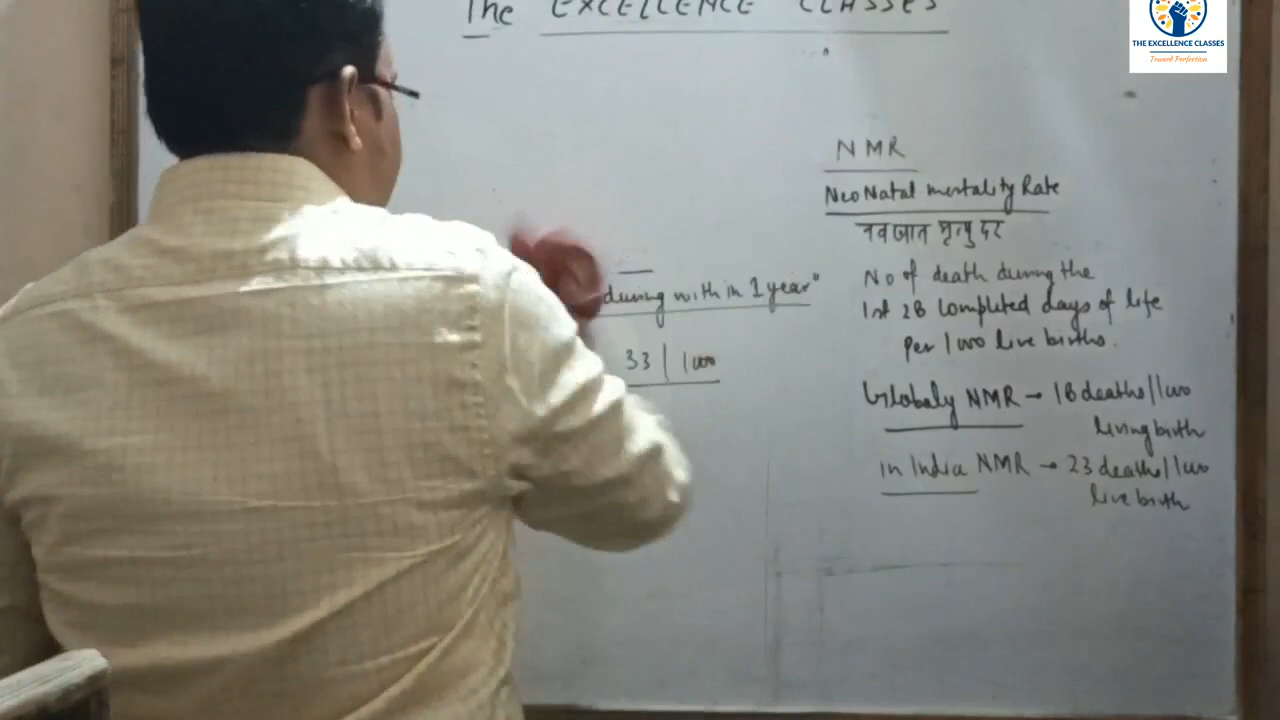 The EXCELLENCE CLASSES
THE EXCELLENCE CLASSES
Toward Perfection
during with in 1 year"
33 | 1000
NMR
Neo Natal mortality Rate
नवजात मृत्यु दर
No of death during the
1st 28 Completed days of life
per 1000 live births.
Globaly NMR → 18 deaths/1000
living birth
in India NMR → 23 deaths/1000
live birth